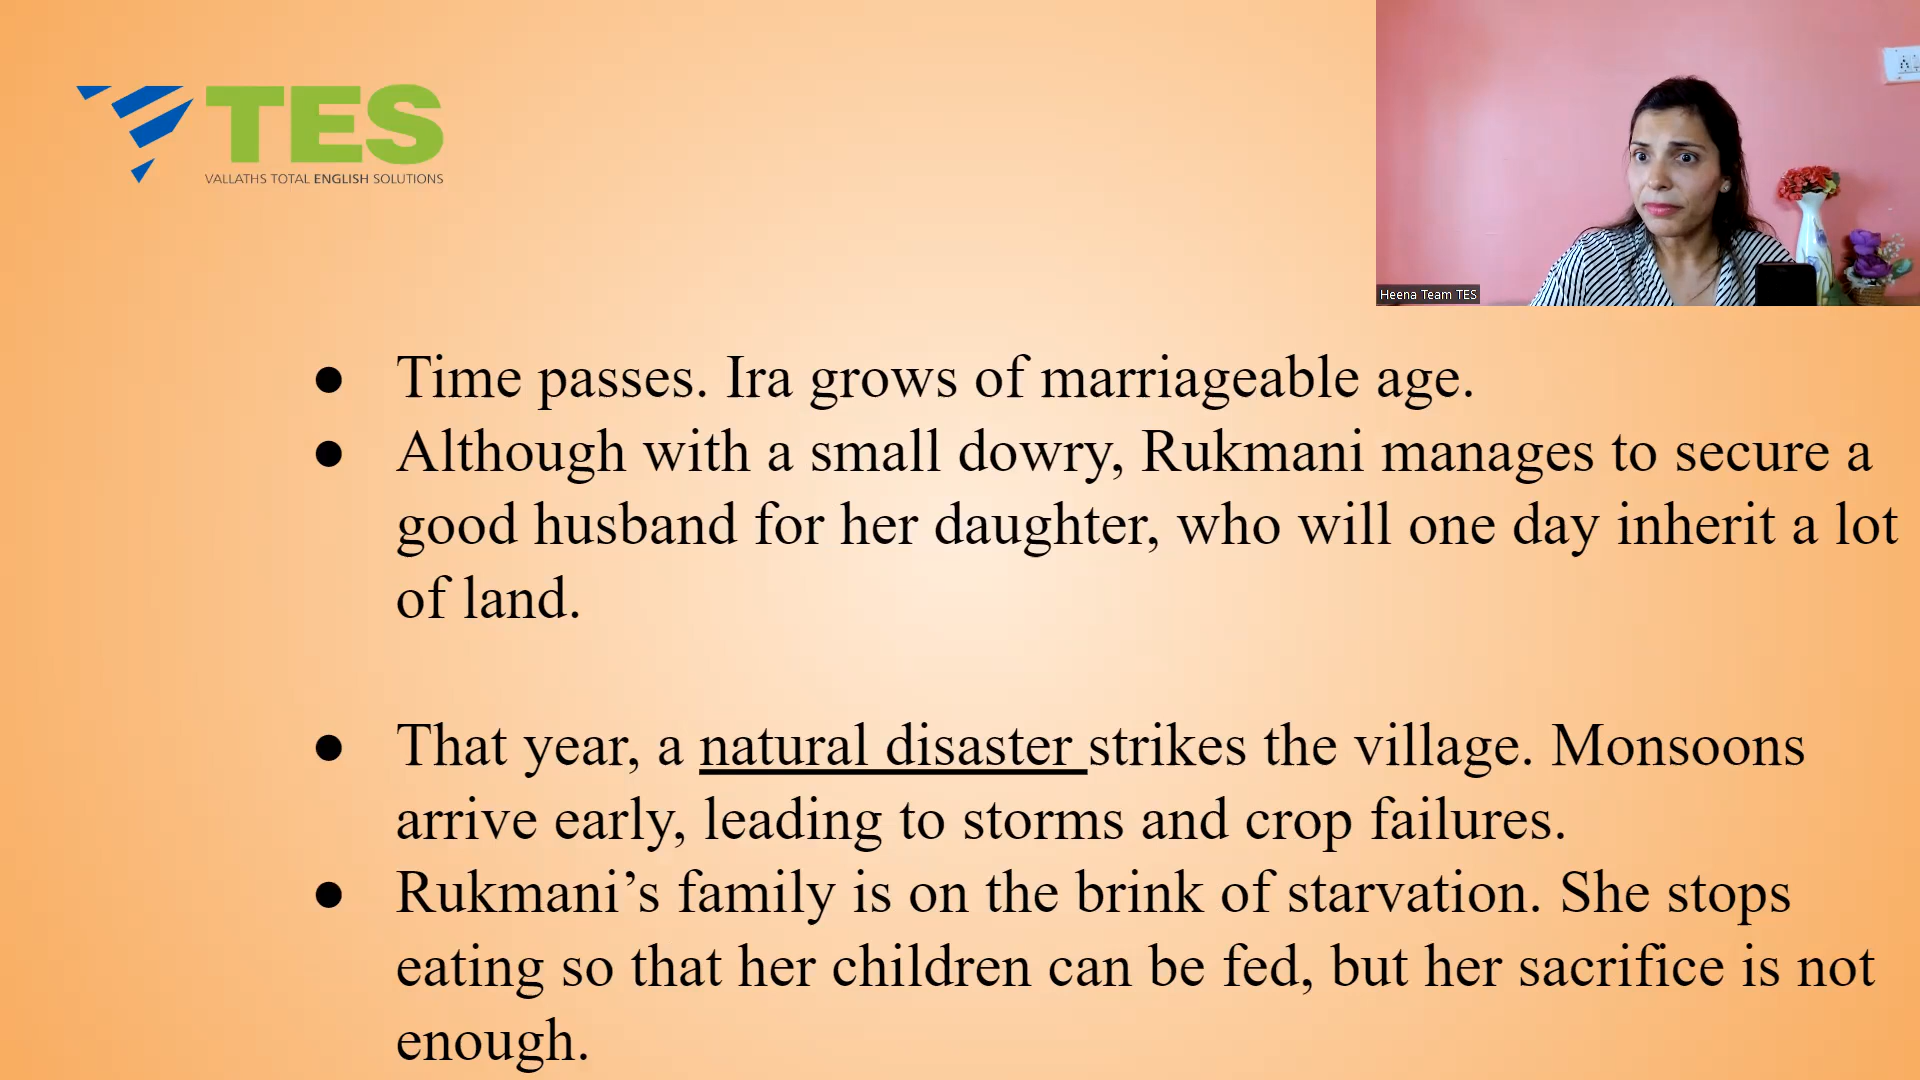 TES
VALLATHS TOTAL ENGLISH SOLUTIONS
Heena Team TES
● Time passes. Ira grows of marriageable age.
● Although with a small dowry, Rukmani manages to secure a
good husband for her daughter, who will one day inherit a lot
of land.
● That year, a natural disaster strikes the village. Monsoons
arrive early, leading to storms and crop failures.
● Rukmani’s family is on the brink of starvation. She stops
eating so that her children can be fed, but her sacrifice is not
enough.